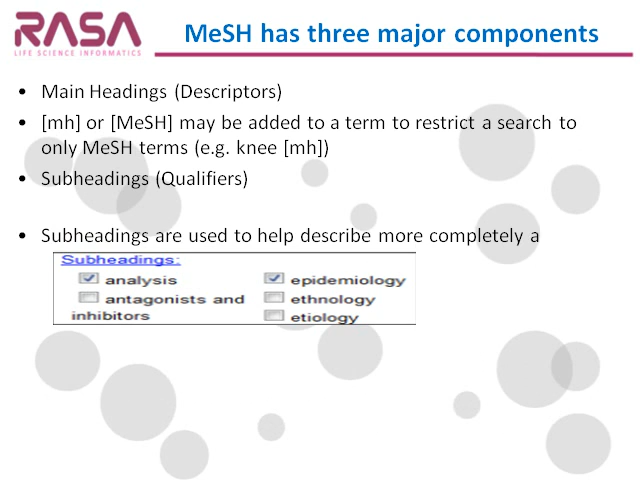 RASA
LIFE SCIENCE INFORMATICS
MeSH has three major components
• Main Headings (Descriptors)
• [mh] or [MeSH] may be added to a term to restrict a search to
only MeSH terms (e.g. knee [mh])
• Subheadings (Qualifiers)
• Subheadings are used to help describe more completely a
Subheadings:
analysis epidemiology
antagonists and ethnology
inhibitors etiology